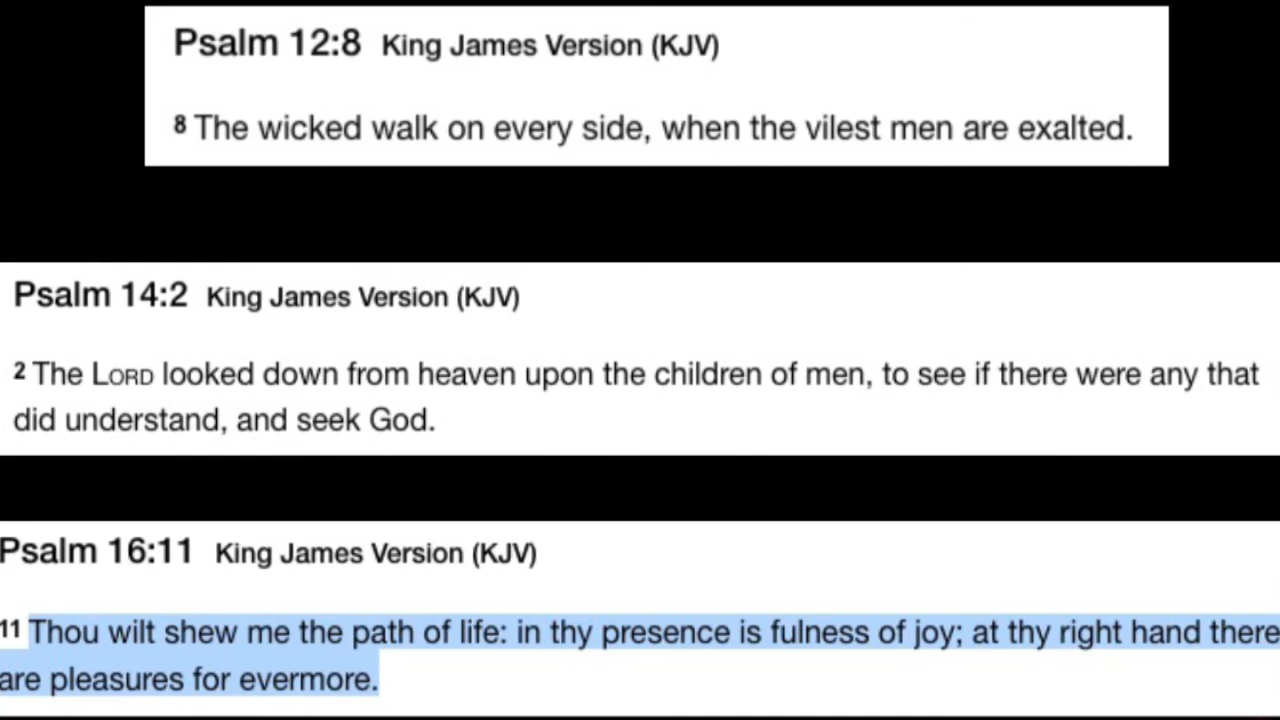 Psalm 12:8 King James Version (KJV)
8 The wicked walk on every side, when the vilest men are exalted.
Psalm 14:2 King James Version (KJV)
2 The LORD looked down from heaven upon the children of men, to see if there were any that
did understand, and seek God.
Psalm 16:11 King James Version (KJV)
11 Thou wilt shew me the path of life: in thy presence is fulness of joy; at thy right hand there
are pleasures for evermore.